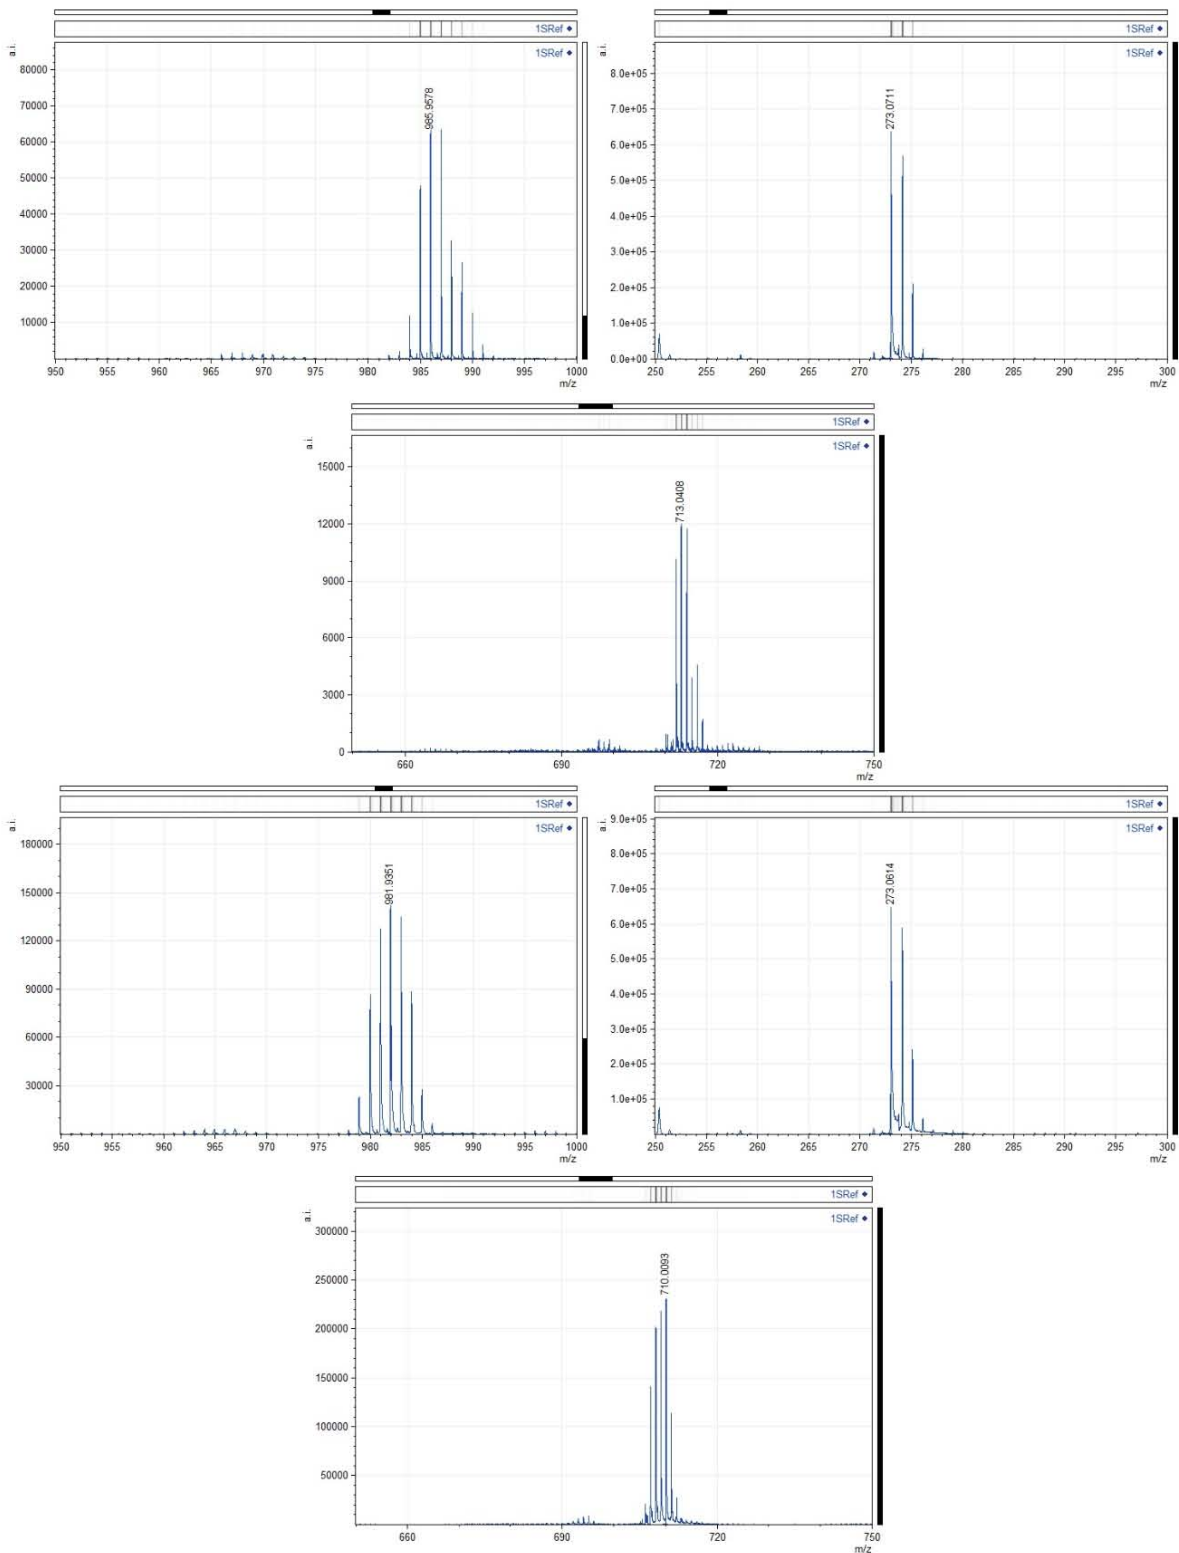 1SRef
1SRef
a.i.
985.9578
80000
70000
60000
50000
40000
30000
20000
10000
950 955 960 965 970 975 980 985 990 995 1000
m/z
1SRef
1SRef
a.i.
273.0711
8.0e+05
7.0e+05
6.0e+05
5.0e+05
4.0e+05
3.0e+05
2.0e+05
1.0e+05
0.0e+00
250 255 260 265 270 275 280 285 290 295 300
m/z
1SRef
1SRef
a.i.
713.0408
15000
12000
9000
6000
3000
0
660 690 720 750
m/z
1SRef
1SRef
a.i.
981.9351
180000
150000
120000
90000
60000
30000
950 955 960 965 970 975 980 985 990 995 1000
m/z
1SRef
1SRef
a.i.
273.0614
9.0e+05
8.0e+05
7.0e+05
6.0e+05
5.0e+05
4.0e+05
3.0e+05
2.0e+05
1.0e+05
250 255 260 265 270 275 280 285 290 295 300
m/z
1SRef
1SRef
a.i.
710.0093
300000
250000
200000
150000
100000
50000
660 690 720 750
m/z